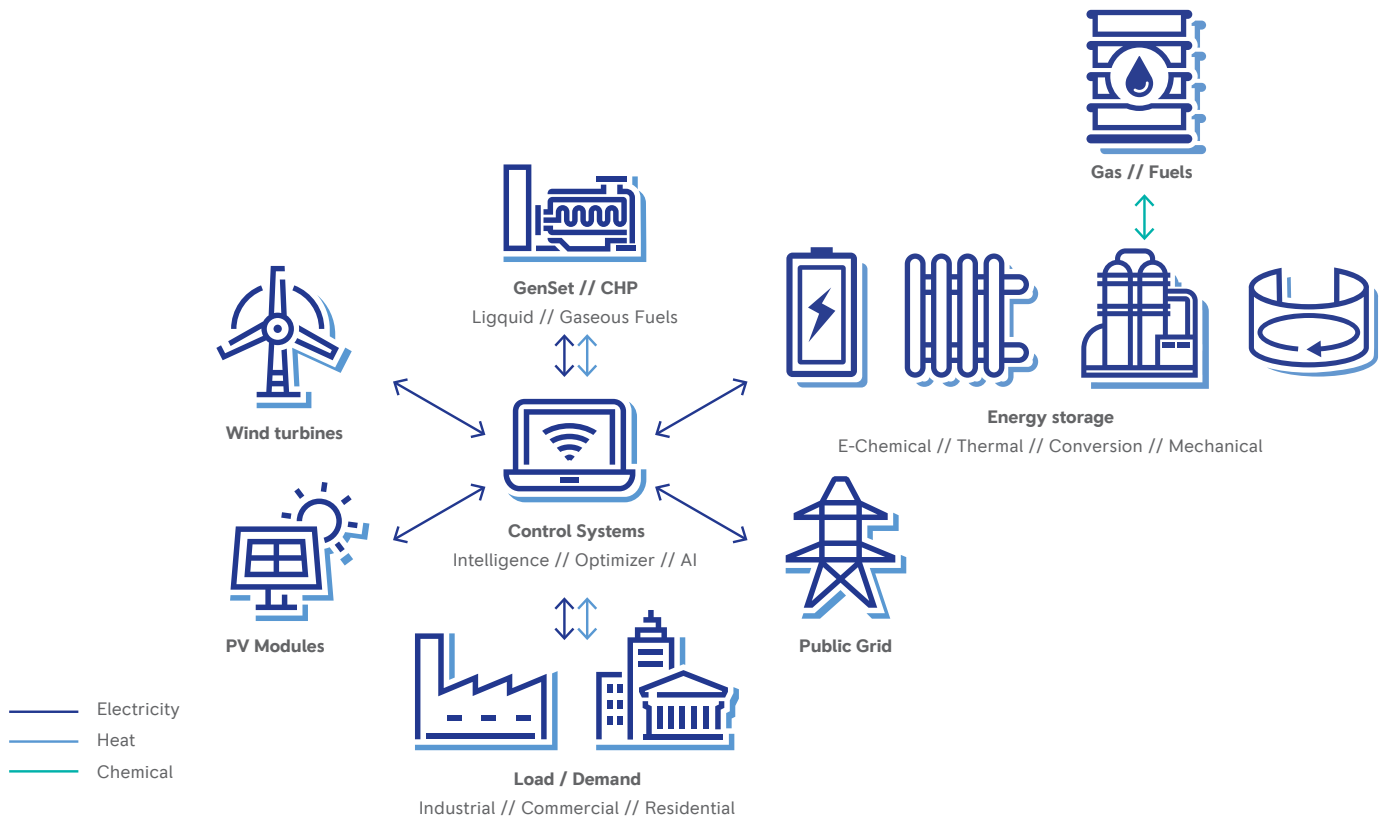 Gas // Fuels
GenSet // CHP
Ligquid // Gaseous Fuels
Wind turbines
Energy storage
E-Chemical // Thermal // Conversion // Mechanical
Control Systems
Intelligence // Optimizer // AI
PV Modules
Public Grid
Electricity
Heat
Chemical
Load / Demand
Industrial // Commercial // Residential